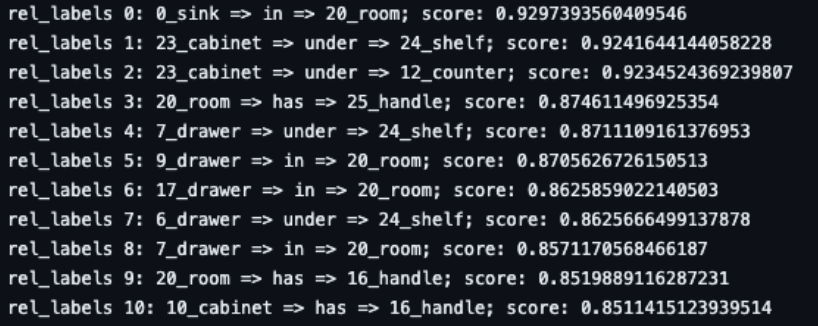 rel_labels 0: 0_sink => in => 20_room; score: 0.9297393560409546
rel_labels 1: 23_cabinet => under => 24_shelf; score: 0.9241644144058228
rel_labels 2: 23_cabinet => under => 12_counter; score: 0.9234524369239807
rel_labels 3: 20_room => has => 25_handle; score: 0.874611496925354
rel_labels 4: 7_drawer => under => 24_shelf; score: 0.8711109161376953
rel_labels 5: 9_drawer => in => 20_room; score: 0.8705626726150513
rel_labels 6: 17_drawer => in => 20_room; score: 0.8625859022140503
rel_labels 7: 6_drawer => under => 24_shelf; score: 0.8625666499137878
rel_labels 8: 7_drawer => in => 20_room; score: 0.8571170568466187
rel_labels 9: 20_room => has => 16_handle; score: 0.8519889116287231
rel_labels 10: 10_cabinet => has => 16_handle; score: 0.8511415123939514